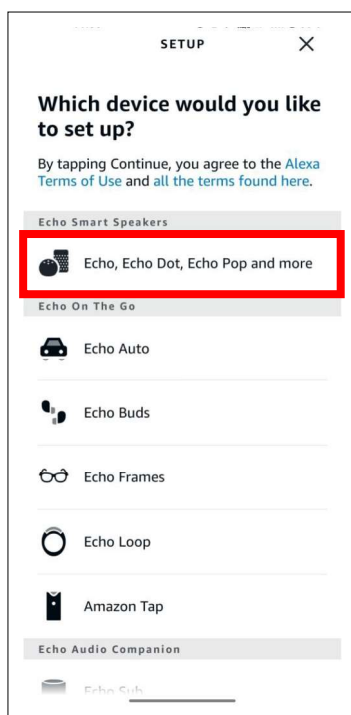 SETUP
Which device would you like
to set up?
By tapping Continue, you agree to the Alexa
Terms of Use and all the terms found here.
Echo Smart Speakers
Echo, Echo Dot, Echo Pop and more
Echo On The Go
Echo Auto
Echo Buds
Echo Frames
Echo Loop
Amazon Tap
Echo Audio Companion
Echo Sub